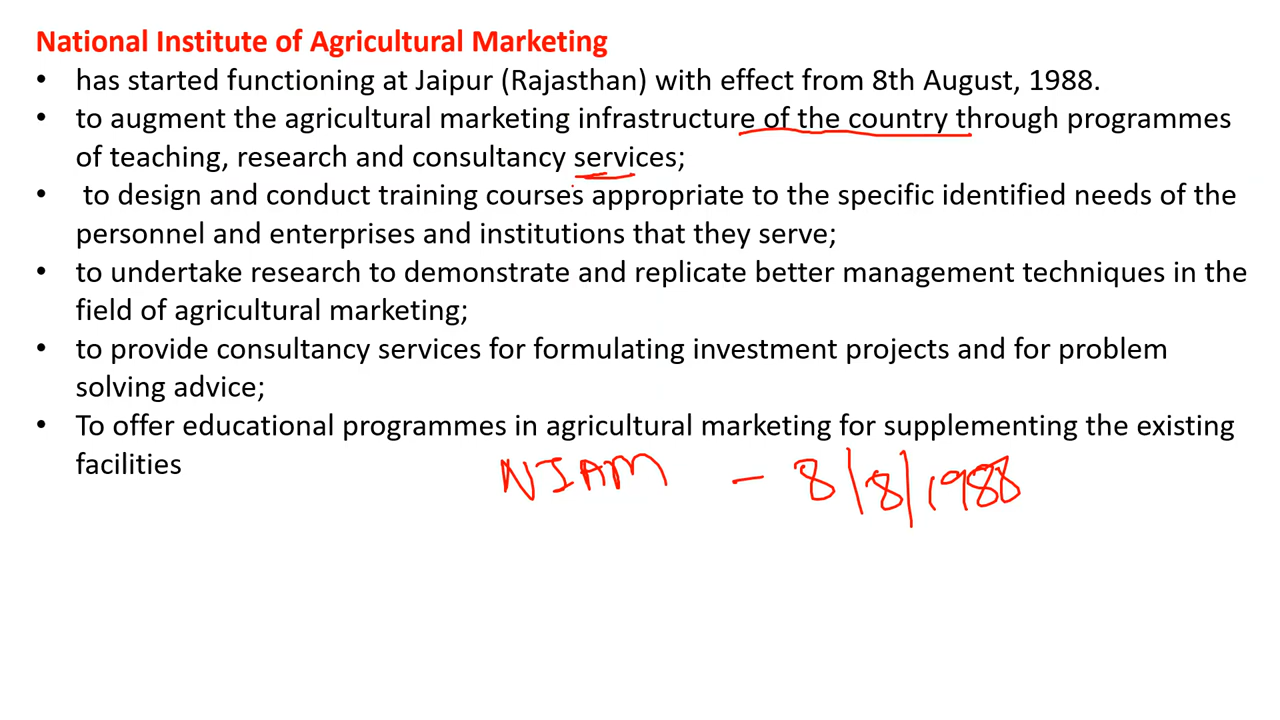 National Institute of Agricultural Marketing
• has started functioning at Jaipur (Rajasthan) with effect from 8th August, 1988.
• to augment the agricultural marketing infrastructure of the country through programmes
of teaching, research and consultancy services;
• to design and conduct training courses appropriate to the specific identified needs of the
personnel and enterprises and institutions that they serve;
• to undertake research to demonstrate and replicate better management techniques in the
field of agricultural marketing;
• to provide consultancy services for formulating investment projects and for problem
solving advice;
• To offer educational programmes in agricultural marketing for supplementing the existing
facilities
NIAM - 8/8/1988